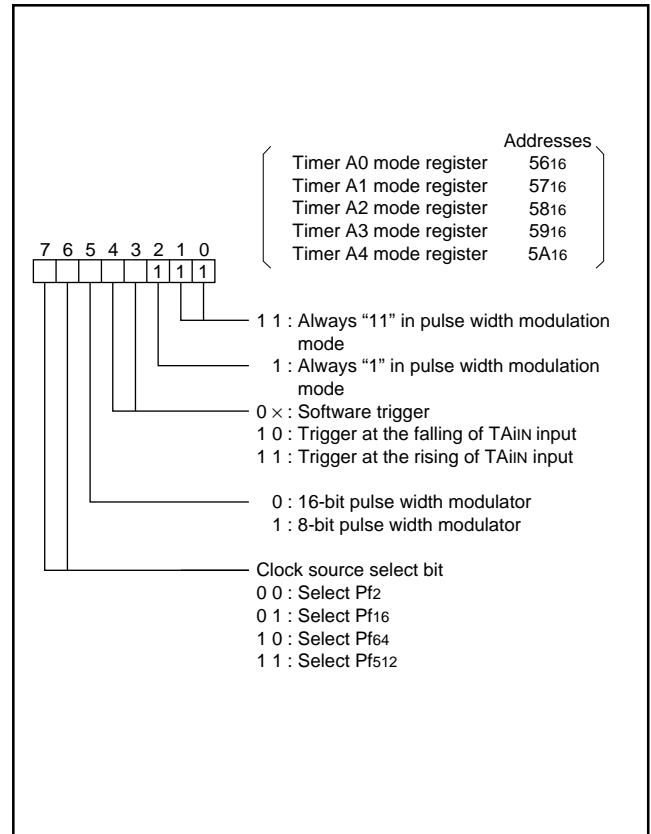 Addresses
Timer A0 mode register 5616
Timer A1 mode register 5716
Timer A2 mode register 5816
Timer A3 mode register 5916
Timer A4 mode register 5A16
7 6 5 4 3 2 1 0
1 1 1
1 1 : Always “11” in pulse width modulation
mode
1 : Always “1” in pulse width modulation
mode
0 × : Software trigger
1 0 : Trigger at the falling of TAiIN input
1 1 : Trigger at the rising of TAiIN input
0 : 16-bit pulse width modulator
1 : 8-bit pulse width modulator
Clock source select bit
0 0 : Select Pf2
0 1 : Select Pf16
1 0 : Select Pf64
1 1 : Select Pf512